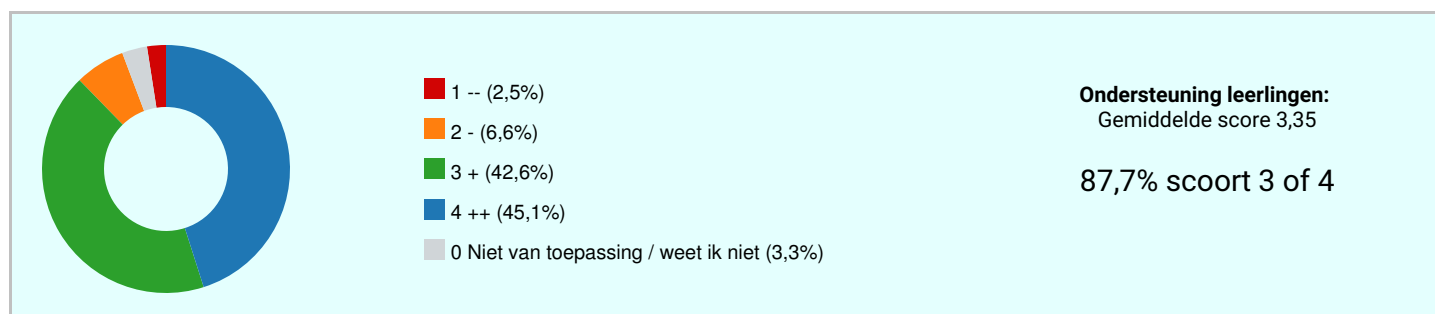 1 -- (2,5%)
2 - (6,6%)
3 + (42,6%)
4 ++ (45,1%)
0 Niet van toepassing / weet ik niet (3,3%)
Ondersteuning leerlingen:
Gemiddelde score 3,35
87,7% scoort 3 of 4